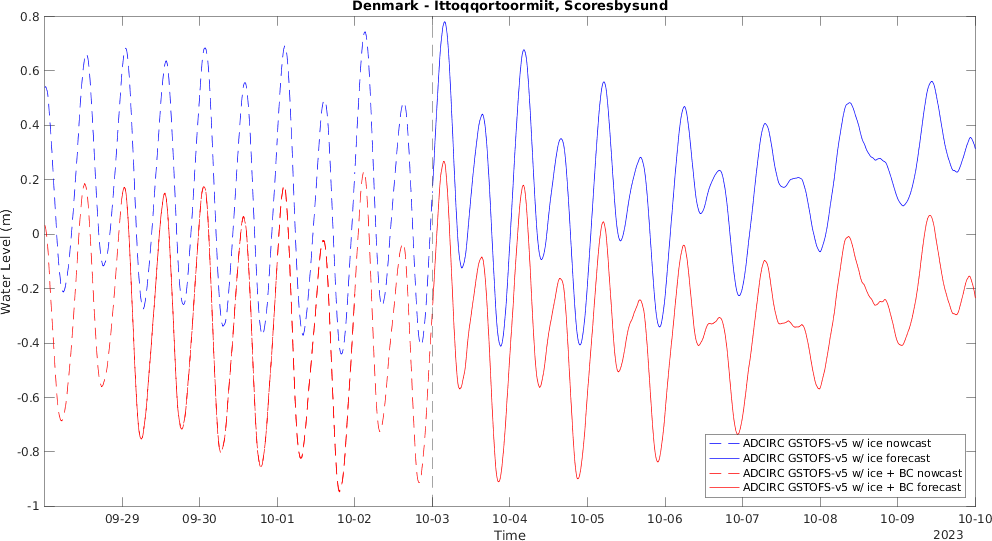 Denmark - Ittoqqortoormiit, Scoresbysund
0.8
0.6
0.4
0.2
0
-0.2
-0.4
-0.6
-0.8
-1
Water Level (m)
ADCIRC GSTOFS-v5 w/ ice nowcast
ADCIRC GSTOFS-v5 w/ ice forecast
ADCIRC GSTOFS-v5 w/ ice + BC nowcast
ADCIRC GSTOFS-v5 w/ ice + BC forecast
09-29 09-30 10-01 10-02 10-03 10-04 10-05 10-06 10-07 10-08 10-09 10-10
Time 2023